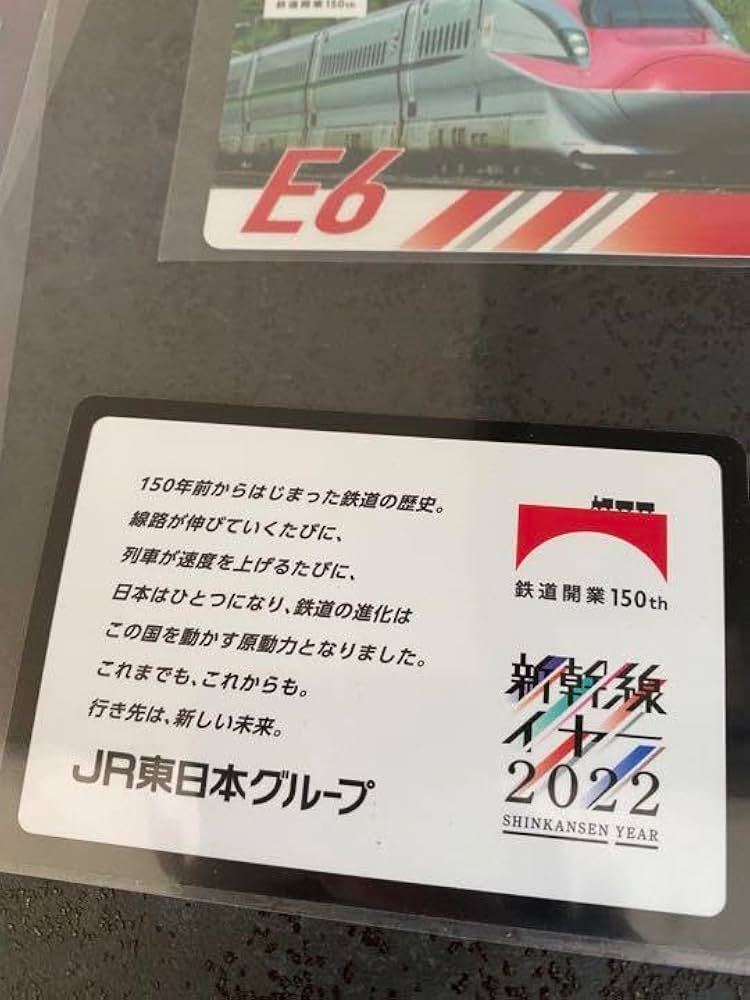 鉄道開業150th
E6
150年前からはじまった鉄道の歴史。
線路が伸びていくたびに、
列車が速度を上げるたびに、
日本はひとつになり、鉄道の進化は
この国を動かす原動力となりました。
これまでも、これからも。
行き先は、新しい未来。
JR東日本グループ
鉄道開業150th
新幹線
イヤー
2022
SHINKANSEN YEAR